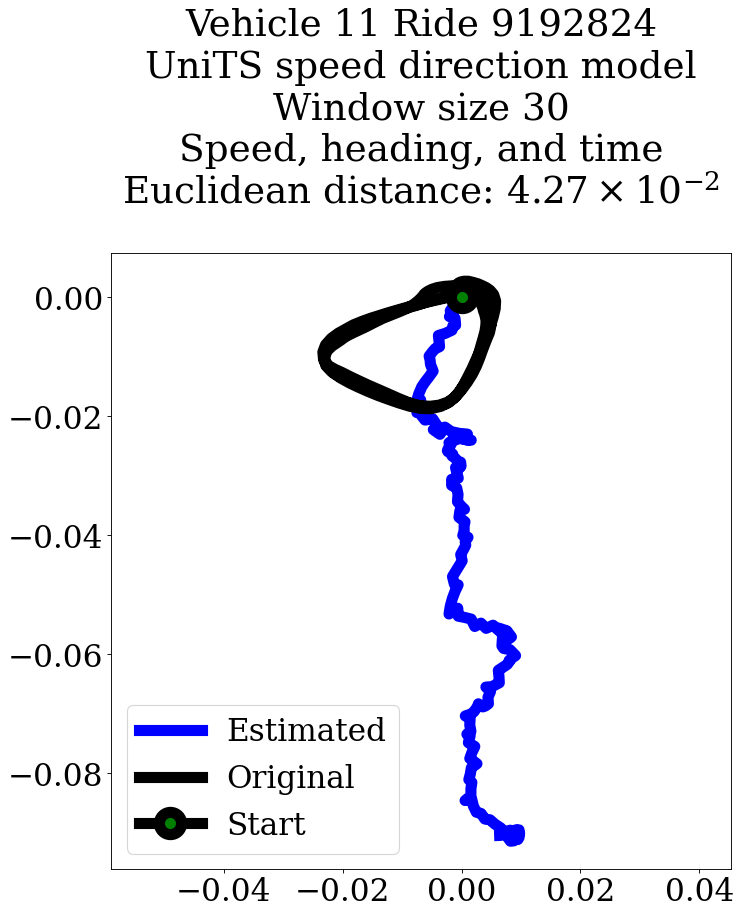 Vehicle 11 Ride 9192824
UniTS speed direction model
Window size 30
Speed, heading, and time
Euclidean distance: 4.27 × 10⁻²
0.00
−0.02
−0.04
−0.06
−0.08
Estimated
Original
Start
−0.04 −0.02 0.00 0.02 0.04